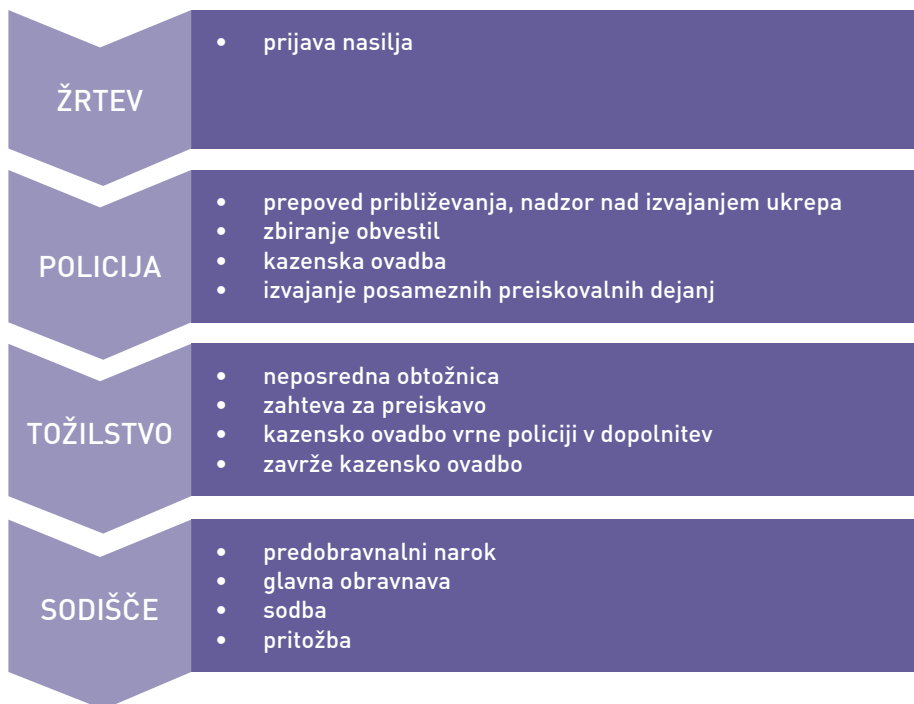 ŽRTEV
• prijava nasilja
POLICIJA
• prepoved približevanja, nadzor nad izvajanjem ukrepa
• zbiranje obvestil
• kazenska ovadba
• izvajanje posameznih preiskovalnih dejanj
TOŽILSTVO
• neposredna obtožnica
• zahteva za preiskavo
• kazensko ovadbo vrne policiji v dopolnitev
• zavrže kazensko ovadbo
SODIŠČE
• predobravnalni narok
• glavna obravnava
• sodba
• pritožba